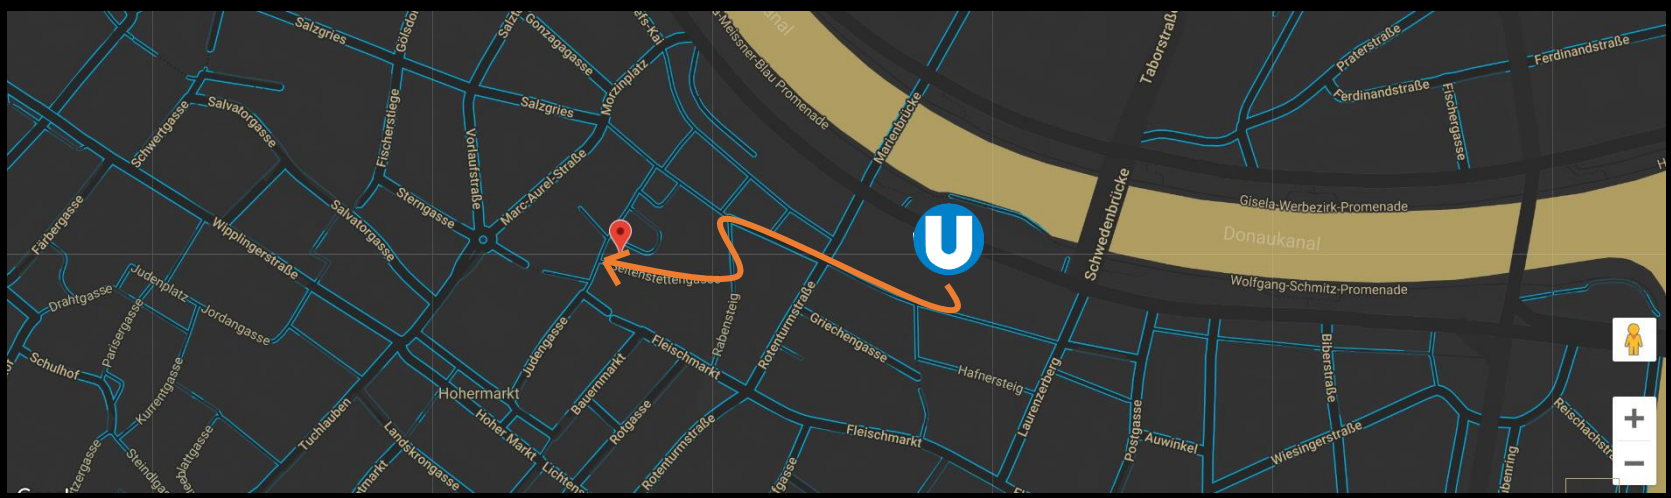 Salzgries
Gonzagagasse
Taborstraße
Praterstraße
Ferdinandstraße
Ferdinandstraße
Fischergasse
Morzinplatz
Salzgries
Marienbrücke
Salvatorgasse
Schwertgasse
Fischerstiege
Vorlaufstraße
Marc-Aurel-Straße
Sterngasse
Salvatorgasse
Färbergasse
Wipplingerstraße
U
Schwedenbrücke
Gisela-Werbezirk-Promenade
Donaukanal
Wolfgang-Schmitz-Promenade
Seitenstettengasse
Judenplatz
Drahtgasse
Parisergasse
Jordangasse
Rabensteig
Rotenturmstraße
Griechengasse
Judengasse
Fleischmarkt
Biberstraße
Schulhof
Kurrentgasse
Hohermarkt
Bauernmarkt
Hafnersteig
Laurenzerberg
Tuchlauben
Hoher Markt
Rotgasse
Landskrongasse
Rotenturmstraße
Fleischmarkt
Postgasse
Auwinkel
Wiesingerstraße
+
−